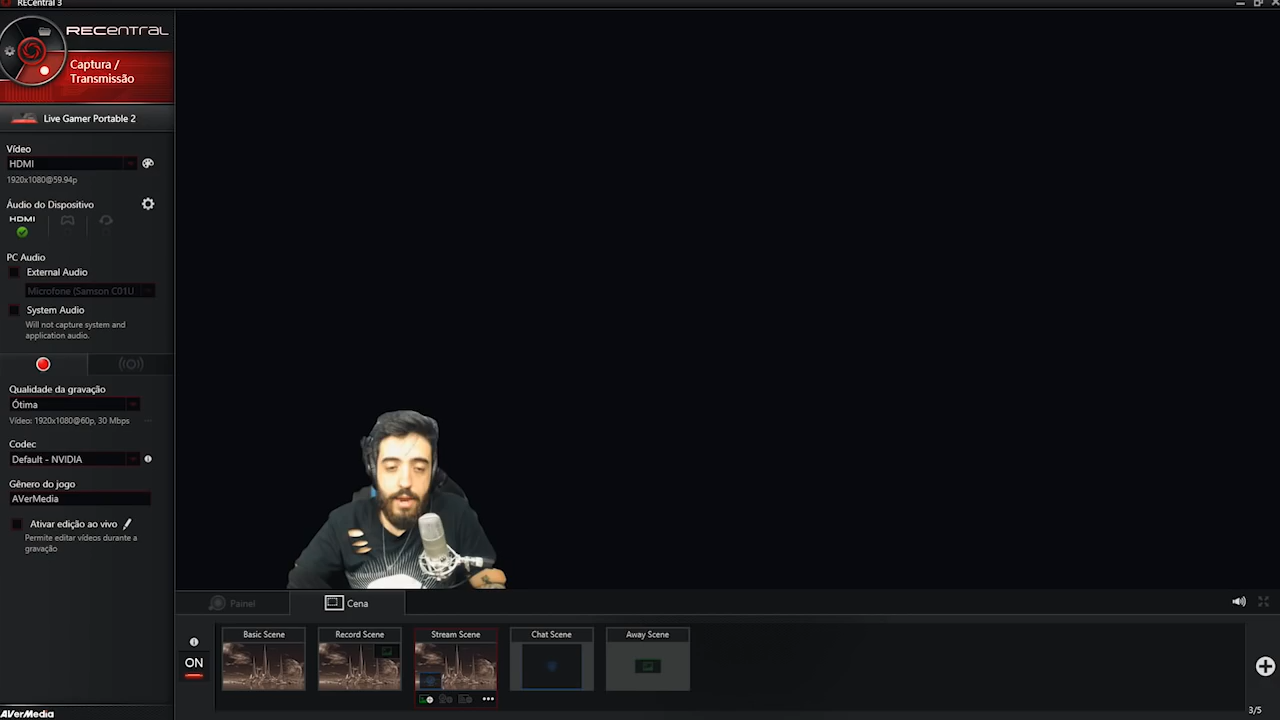 RECentral 3
RECENTRAL
Captura /
Transmissão
Live Gamer Portable 2
Vídeo
HDMI
1920x1080@59.94p
Áudio do Dispositivo
HDMI
PC Audio
External Audio
Microfone (Samson C01U
System Audio
Will not capture system and
application audio.
Qualidade da gravação
Ótima
Vídeo: 1920x1080@60p, 30 Mbps
Codec
Default - NVIDIA
Gênero do jogo
AVerMedia
Ativar edição ao vivo
Permite editar vídeos durante a
gravação
Painel
Cena
ON
Basic Scene
Record Scene
Stream Scene
Chat Scene
Away Scene
3/5
AVerMedia